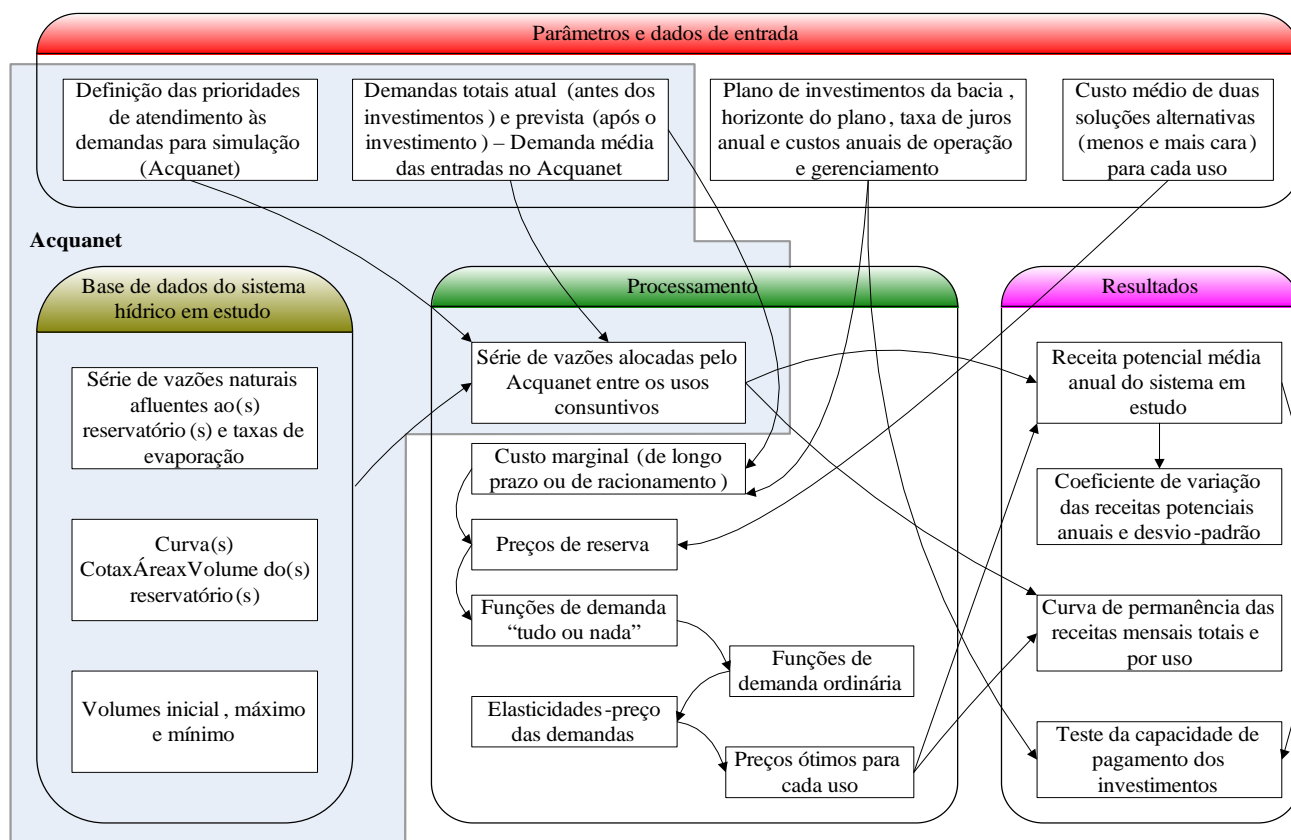 Parâmetros e dados de entrada
Definição das prioridades
de atendimento às
demandas para simulação
(Acquanet)
Demandas totais atual (antes dos
investimentos) e prevista (após o
investimento) – Demanda média
das entradas no Acquanet
Plano de investimentos da bacia,
horizonte do plano, taxa de juros
anual e custos anuais de operação
e gerenciamento
Custo médio de duas
soluções alternativas
(menos e mais cara)
para cada uso
Acquanet
Base de dados do sistema
hídrico em estudo
Série de vazões naturais
afluentes ao(s)
reservatório(s) e taxas de
evaporação
Curva(s)
CotaxÁreaxVolume do(s)
reservatório(s)
Volumes inicial, máximo
e mínimo
Processamento
Série de vazões alocadas pelo
Acquanet entre os usos
consuntivos
Custo marginal (de longo
prazo ou de racionamento)
Preços de reserva
Funções de demanda
“tudo ou nada”
Funções de
demanda ordinária
Elasticidades-preço
das demandas
Preços ótimos para
cada uso
Resultados
Receita potencial média
anual do sistema em
estudo
Coeficiente de variação
das receitas potenciais
anuais e desvio-padrão
Curva de permanência das
receitas mensais totais e
por uso
Teste da capacidade de
pagamento dos
investimentos